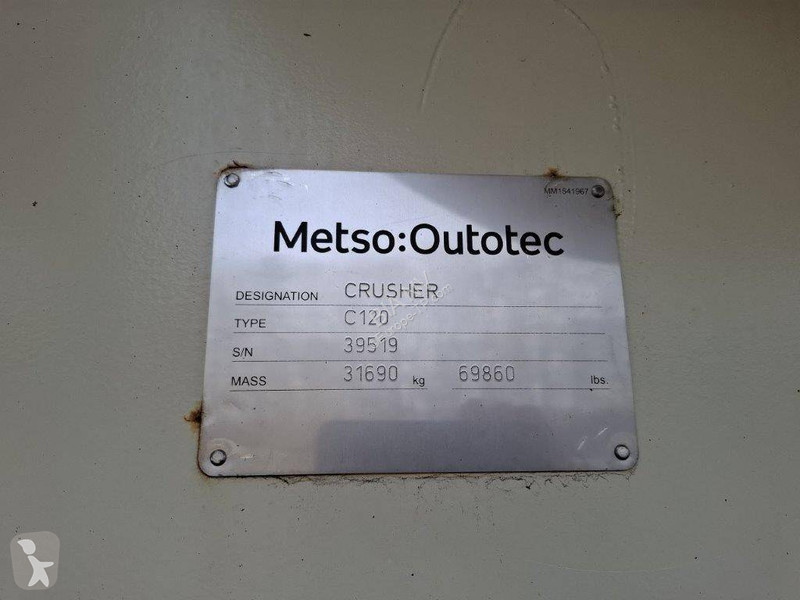 MM1541967
Metso:Outotec
DESIGNATION CRUSHER
TYPE C120
S/N 39519
MASS 31690 kg 69860 lbs.